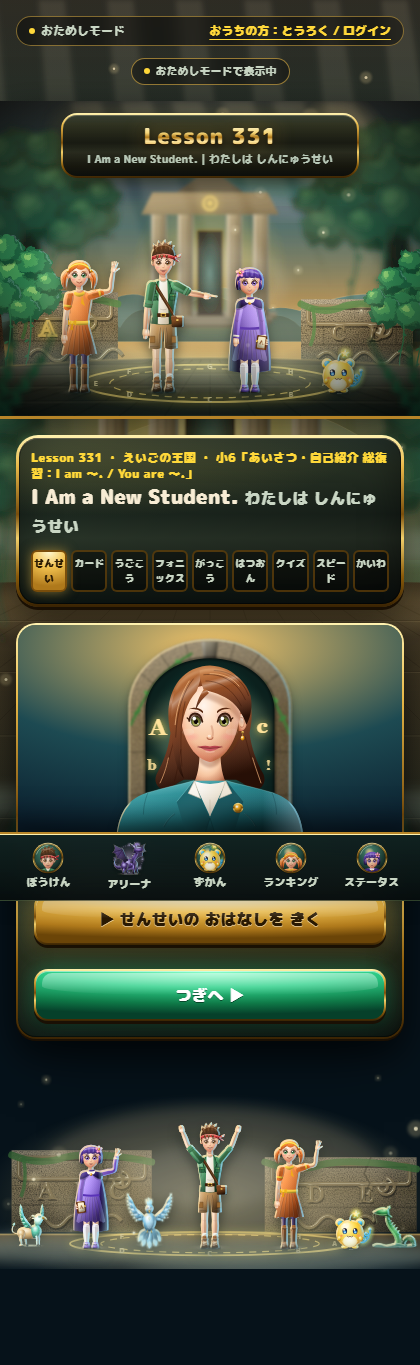 おためしモード
おうちの方：とうろく / ログイン
おためしモードで表示中
Lesson 331
I Am a New Student. | わたしは しんにゅうせい
A
Lesson 331 ・ えいごの王国 ・ 小6「あいさつ・自己紹介 総復
習：I am 〜. / You are 〜.」
I Am a New Student. わたしは しんにゅ
うせい
せんせ
い
カード
うごこ
う
フォニ
ックス
がっこ
う
はつお
ん
クイズ
スピー
ド
かいわ
A
c
b
!
ぼうけん
アリーナ
ずかん
ランキング
ステータス
▶ せんせいの おはなしを きく
つぎへ ▶
A
D E